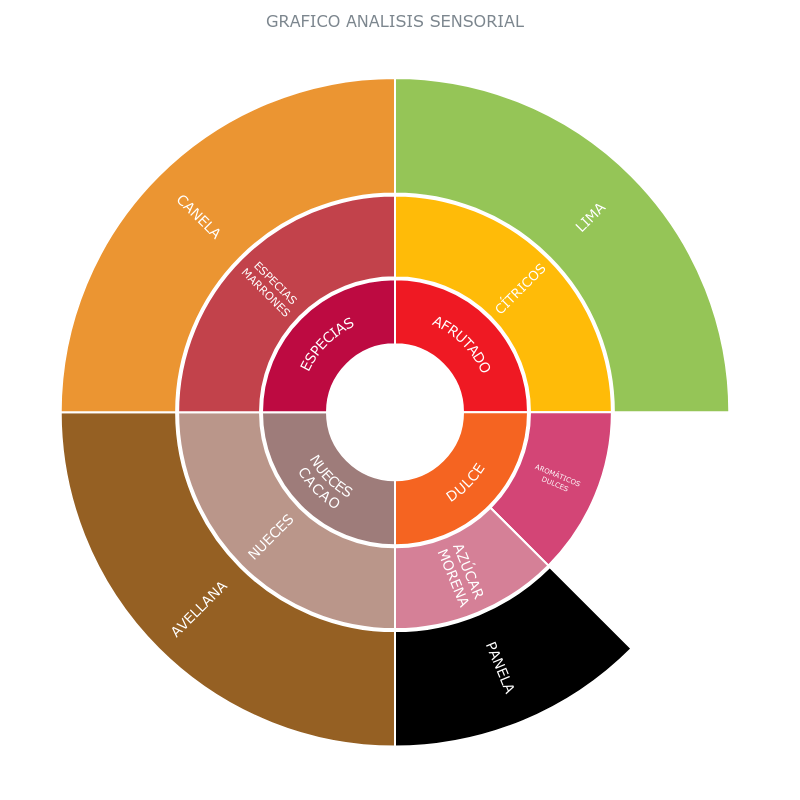 GRAFICO ANALISIS SENSORIAL
CANELA
LIMA
ESPECIAS
MARRONES
CÍTRICOS
ESPECIAS
AFRUTADO
NUECES
CACAO
DULCE
AROMÁTICOS
DULCES
NUECES
AZÚCAR
MORENA
AVELLANA
PANELA